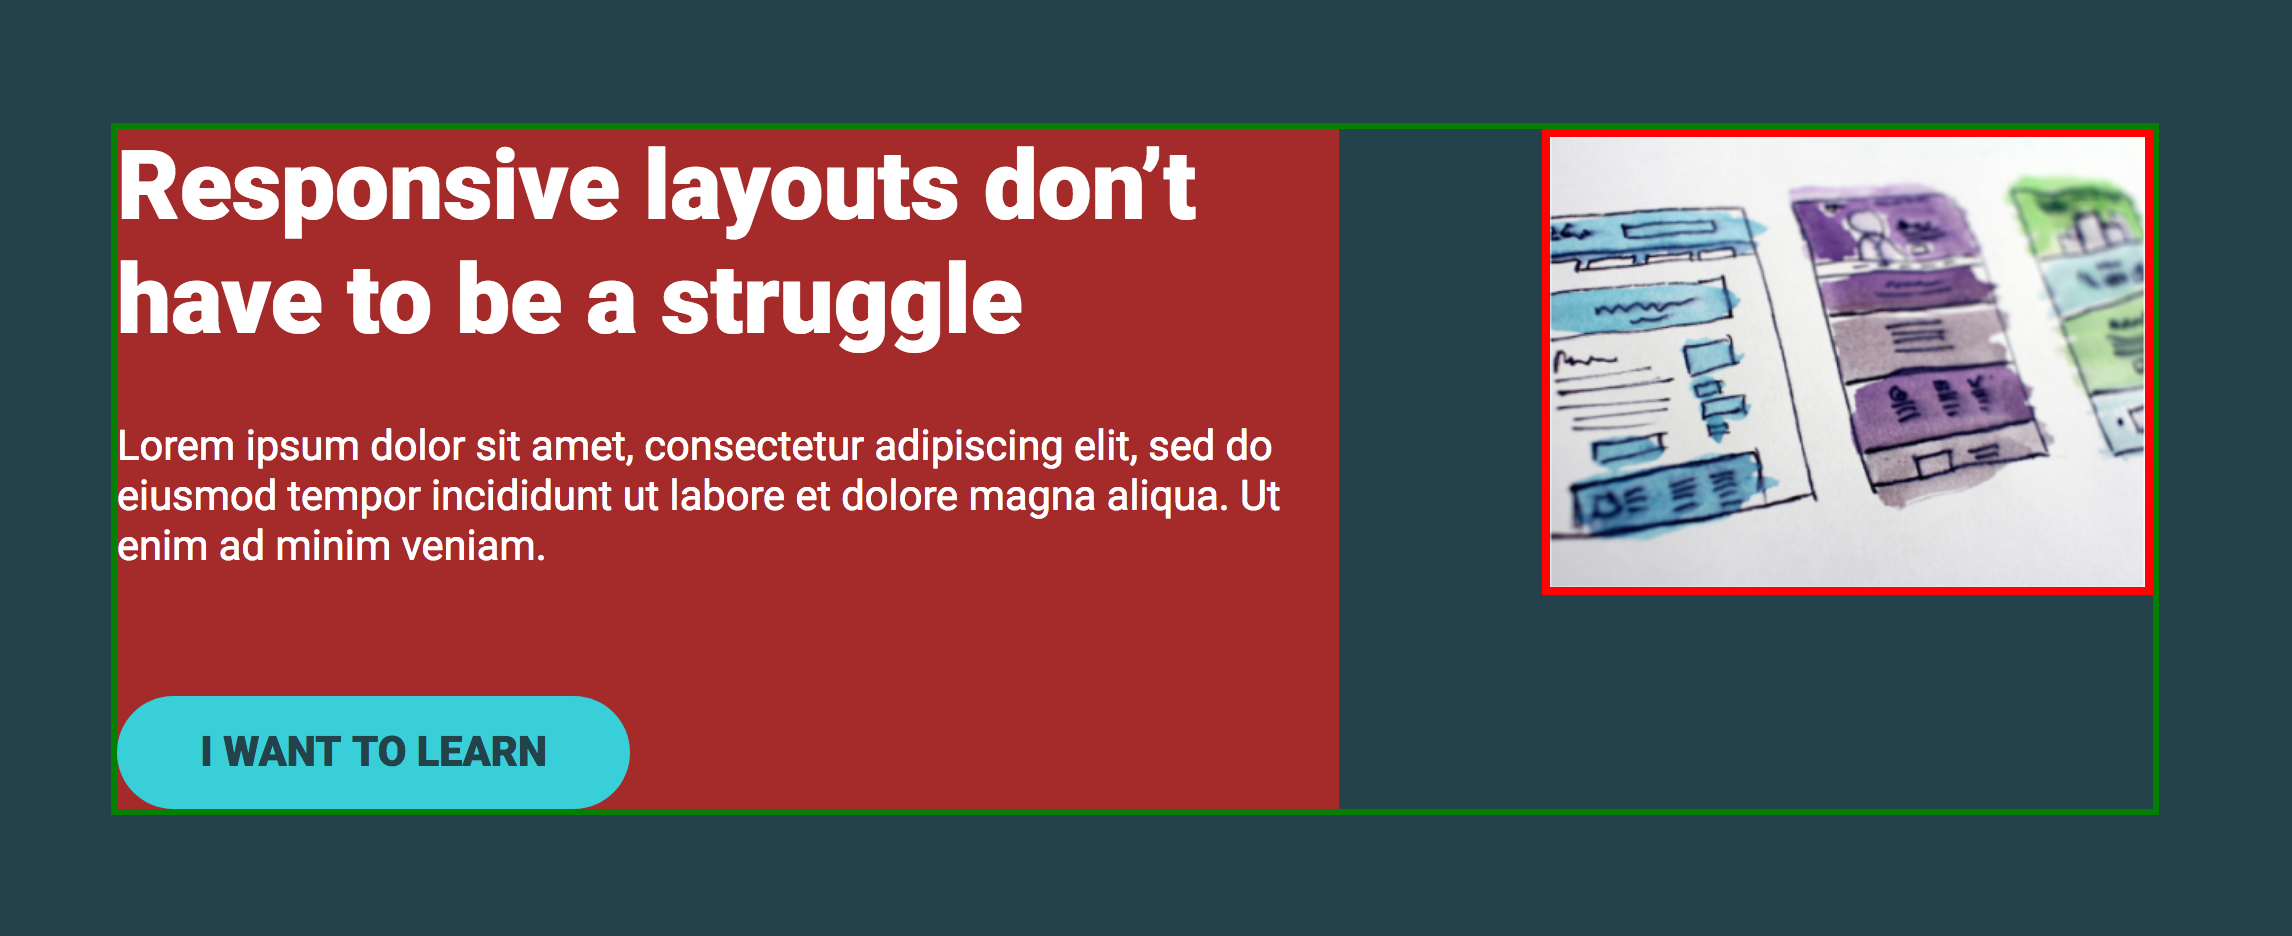 Responsive layouts don’t
have to be a struggle
Lorem ipsum dolor sit amet, consectetur adipiscing elit, sed do
eiusmod tempor incididunt ut labore et dolore magna aliqua. Ut
enim ad minim veniam.
I WANT TO LEARN